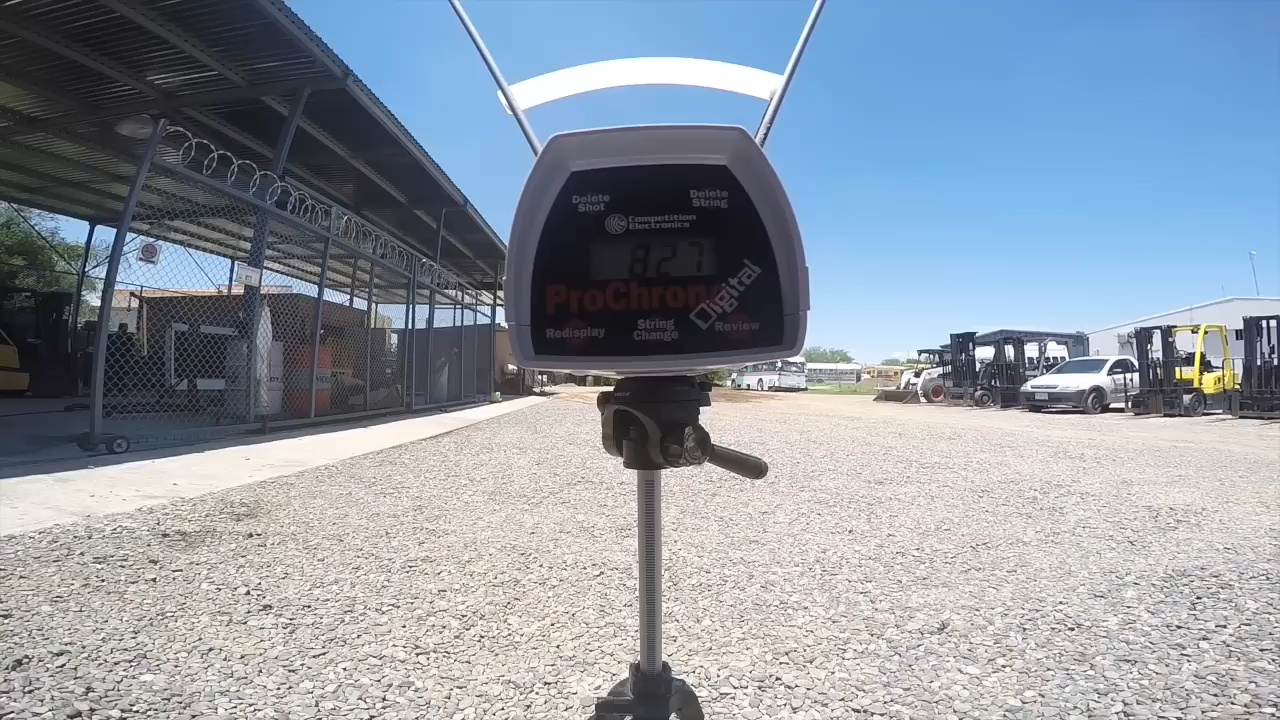 Delete
Shot
Delete
String
Competition
Electronics
827
ProChrono
Digital
Redisplay
String
Change
Review